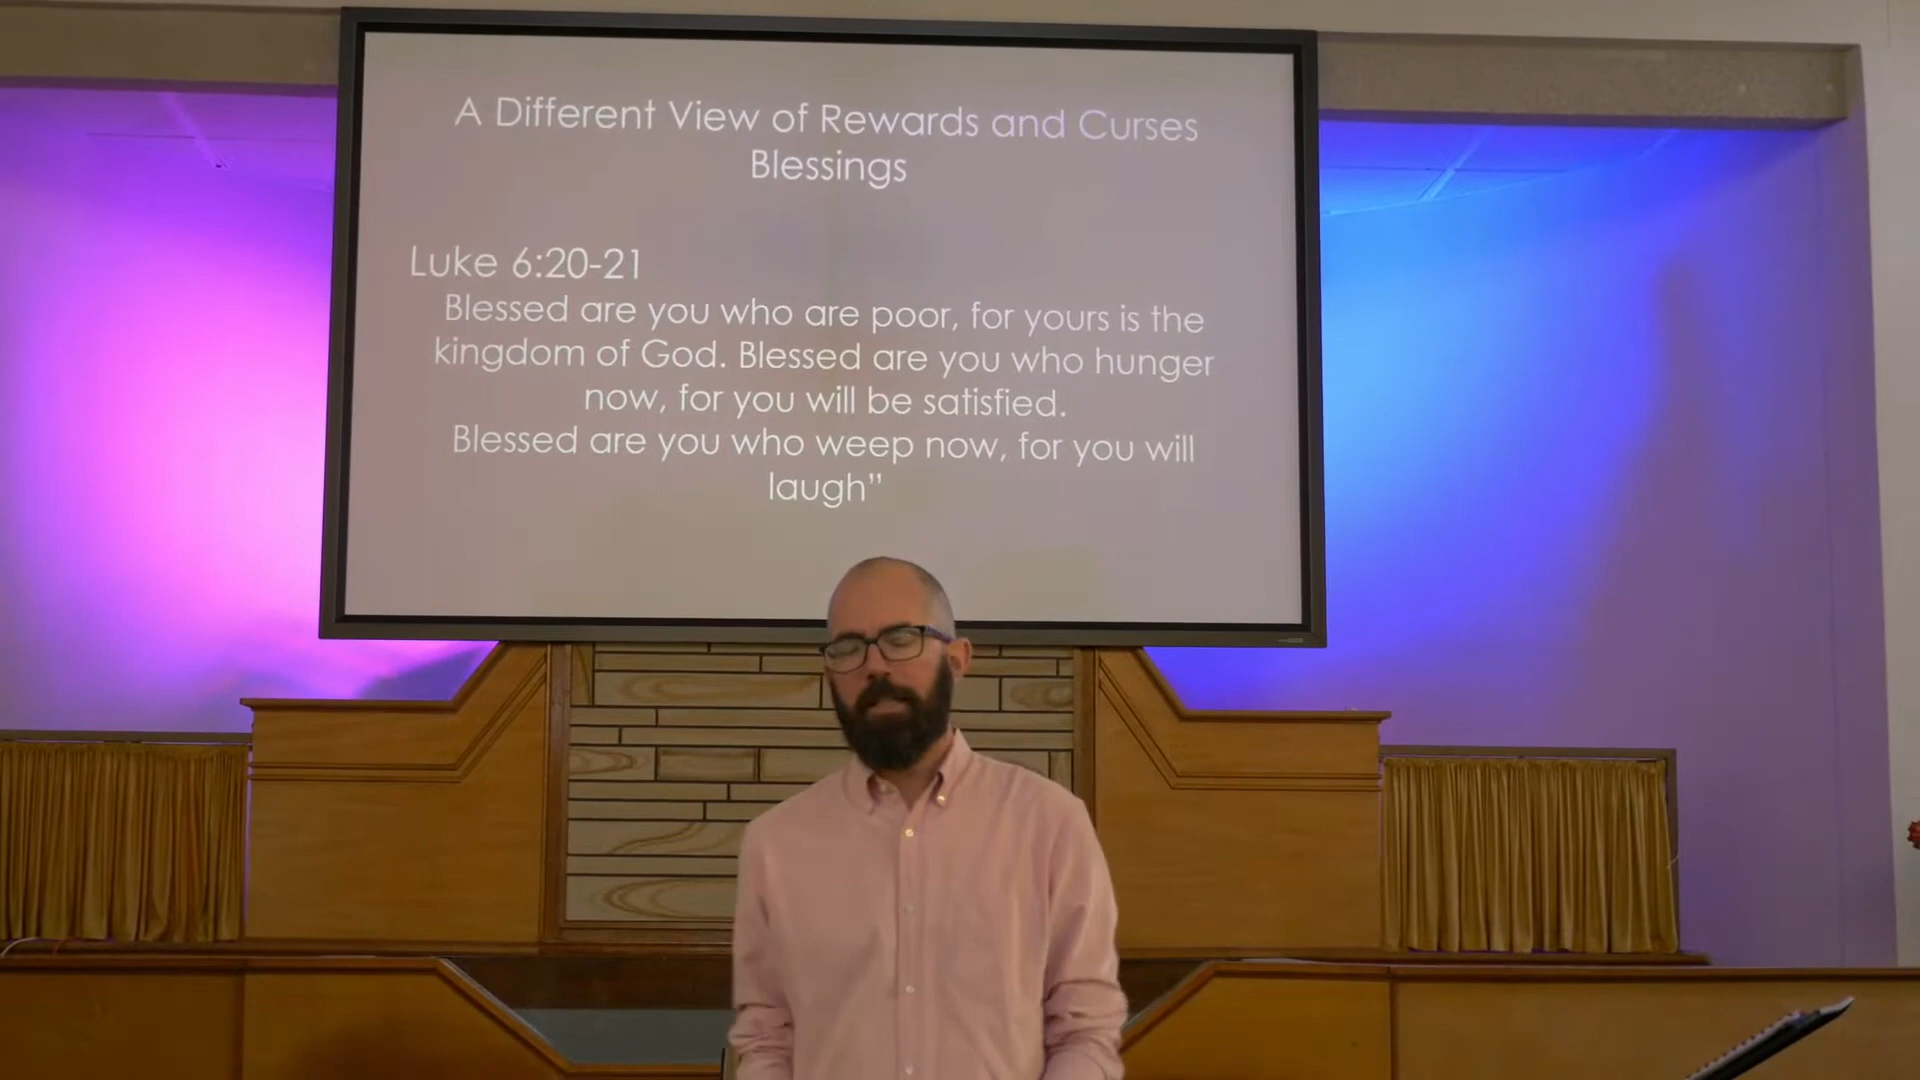 A Different View of Rewards and Curses
Blessings
Luke 6:20-21
Blessed are you who are poor, for yours is the
kingdom of God. Blessed are you who hunger
now, for you will be satisfied.
Blessed are you who weep now, for you will
laugh”